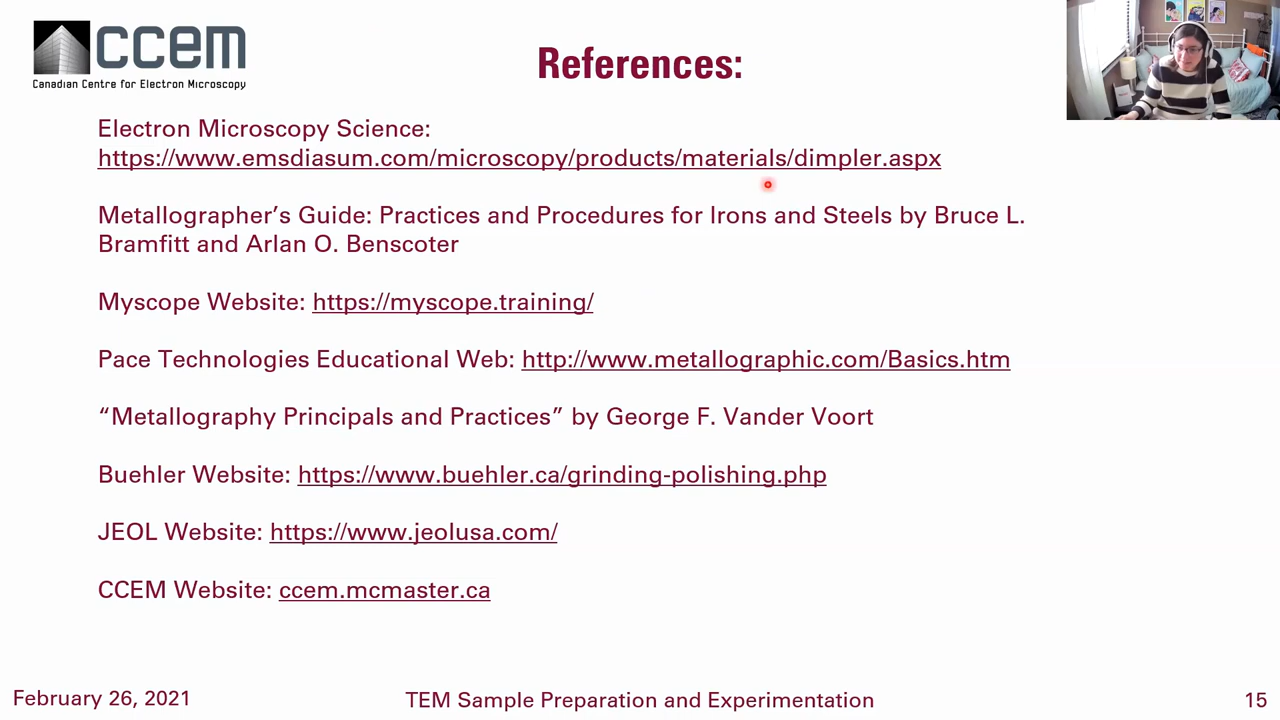 ccem
Canadian Centre for Electron Microscopy
References:
Electron Microscopy Science:
https://www.emsdiasum.com/microscopy/products/materials/dimpler.aspx
Metallographer’s Guide: Practices and Procedures for Irons and Steels by Bruce L.
Bramfitt and Arlan O. Benscoter
Myscope Website: https://myscope.training/
Pace Technologies Educational Web: http://www.metallographic.com/Basics.htm
“Metallography Principals and Practices” by George F. Vander Voort
Buehler Website: https://www.buehler.ca/grinding-polishing.php
JEOL Website: https://www.jeolusa.com/
CCEM Website: ccem.mcmaster.ca
February 26, 2021
TEM Sample Preparation and Experimentation
15